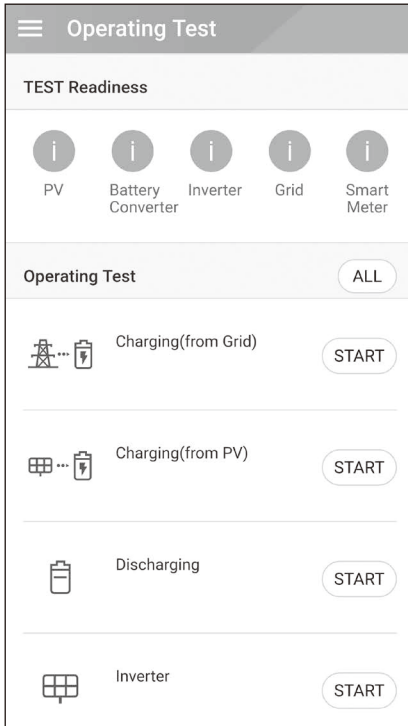 Operating Test
TEST Readiness
i i i i i
PV Battery Inverter Grid Smart
Converter Meter
Operating Test ALL
Charging(from Grid)
START
Charging(from PV)
START
Discharging
START
Inverter
START